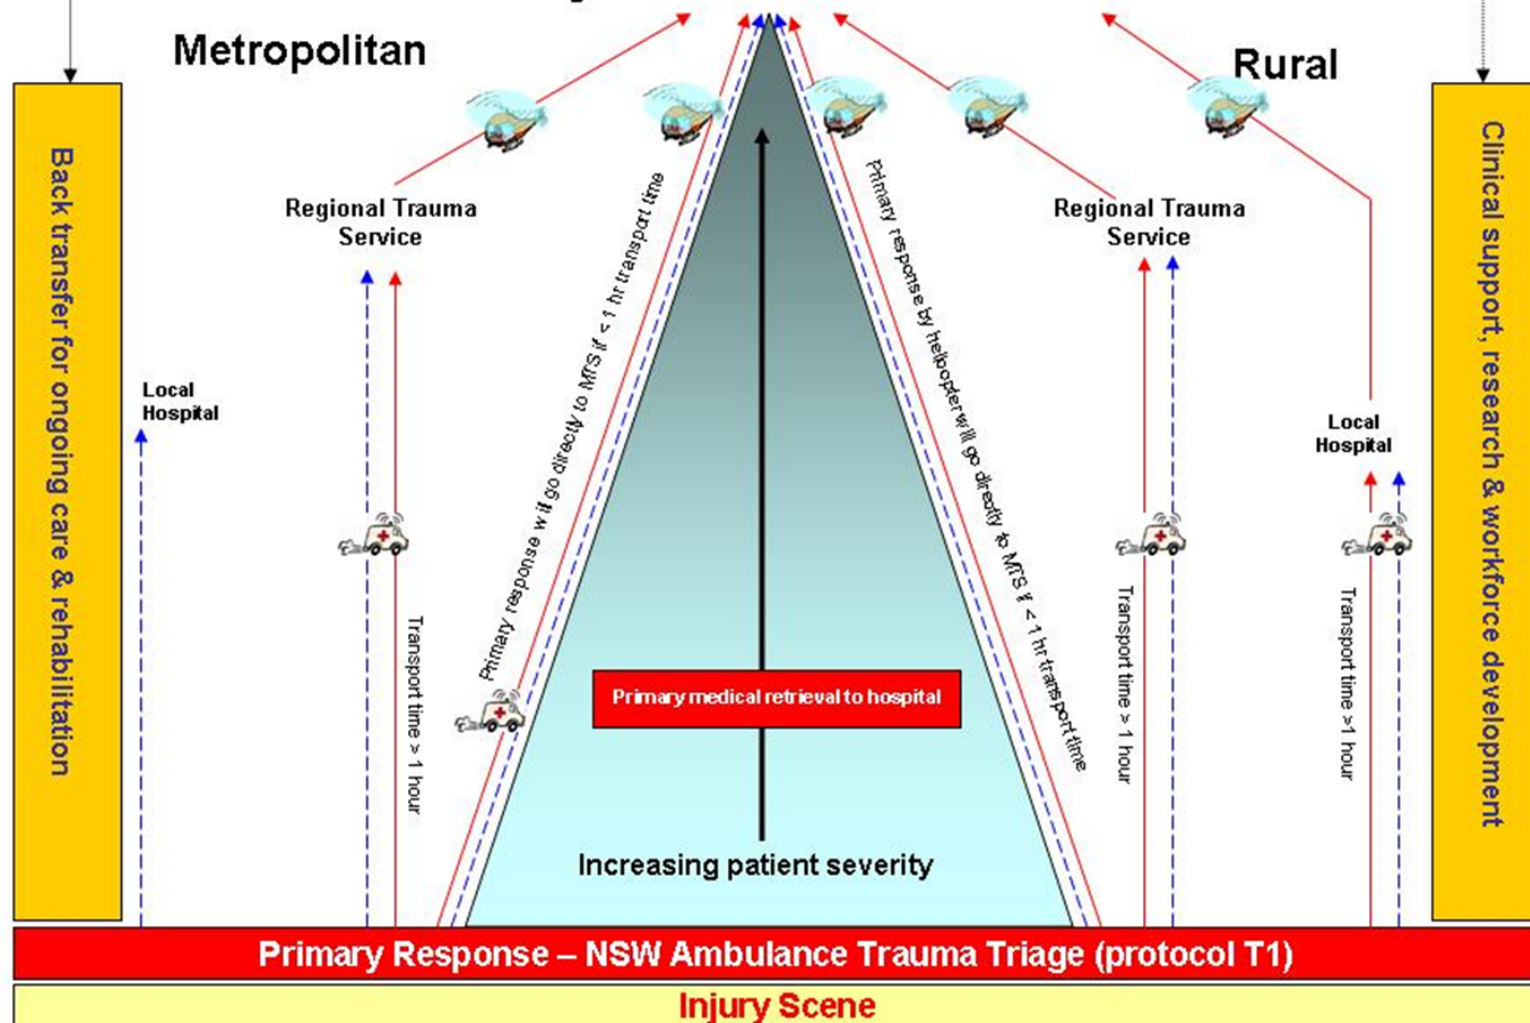 Metropolitan
Rural
Back transfer for ongoing care & rehabilitation
Clinical support, research & workforce development
Regional Trauma
Service
Regional Trauma
Service
Local
Hospital
Local
Hospital
Primary response will go directly to MTS if < 1 hr transport time
Primary response by helpopter will go directly to MTS if < 1 hr transport time
Transport time > 1 hour
Transport time > 1 hour
Transport time >1 hour
Primary medical retrieval to hospital
Increasing patient severity
Primary Response – NSW Ambulance Trauma Triage (protocol T1)
Injury Scene